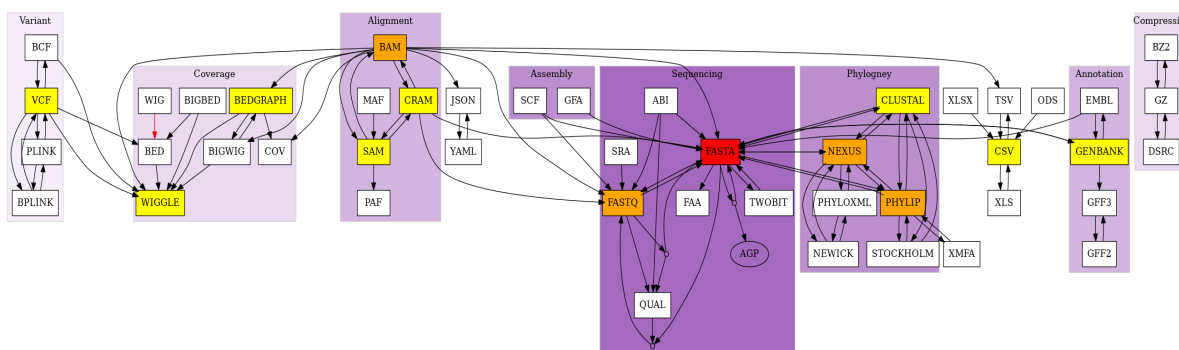 Variant
Alignment
Compressi
BCF
BAM
BZ2
Coverage
Assembly
Sequencing
Phylogney
Annotation
VCF
WIG
BIGBED
BEDGRAPH
MAF
CRAM
JSON
SCF
GFA
ABI
CLUSTAL
XLSX
TSV
ODS
EMBL
GZ
PLINK
BED
BIGWIG
COV
SAM
YAML
SRA
FASTA
NEXUS
CSV
GENBANK
DSRC
BPLINK
WIGGLE
PAF
FASTQ
FAA
TWOBIT
PHYLOXML
PHYLIP
XLS
GFF3
AGP
NEWICK
STOCKHOLM
XMFA
GFF2
QUAL